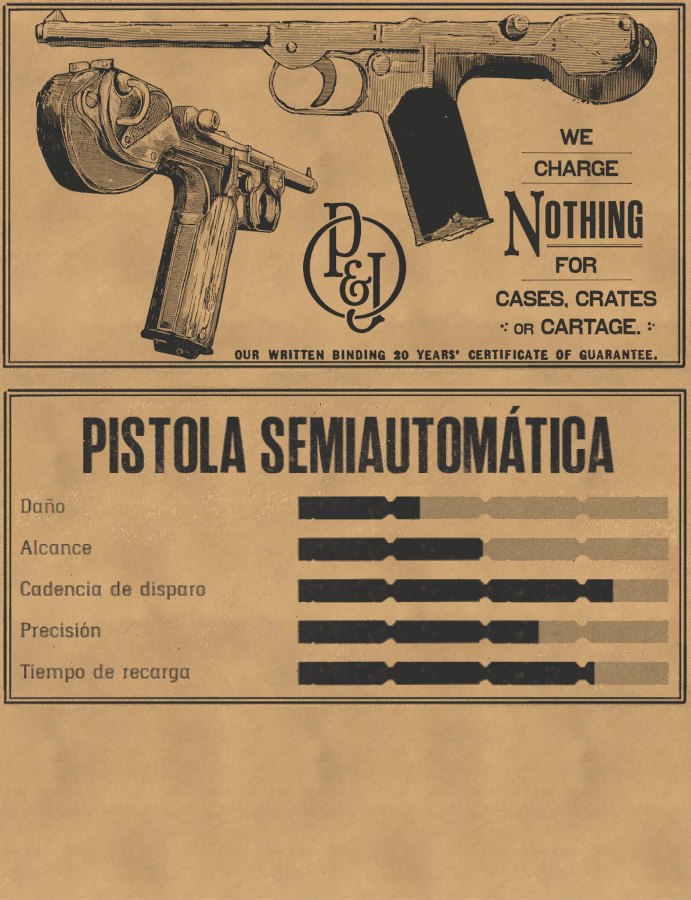 WE
CHARGE
NOTHING
FOR
CASES, CRATES
OR CARTAGE.
P&L
OUR WRITTEN BINDING 20 YEARS' CERTIFICATE OF GUARANTEE.
PISTOLA SEMIAUTOMÁTICA
Daño
Alcance
Cadencia de disparo
Precisión
Tiempo de recarga